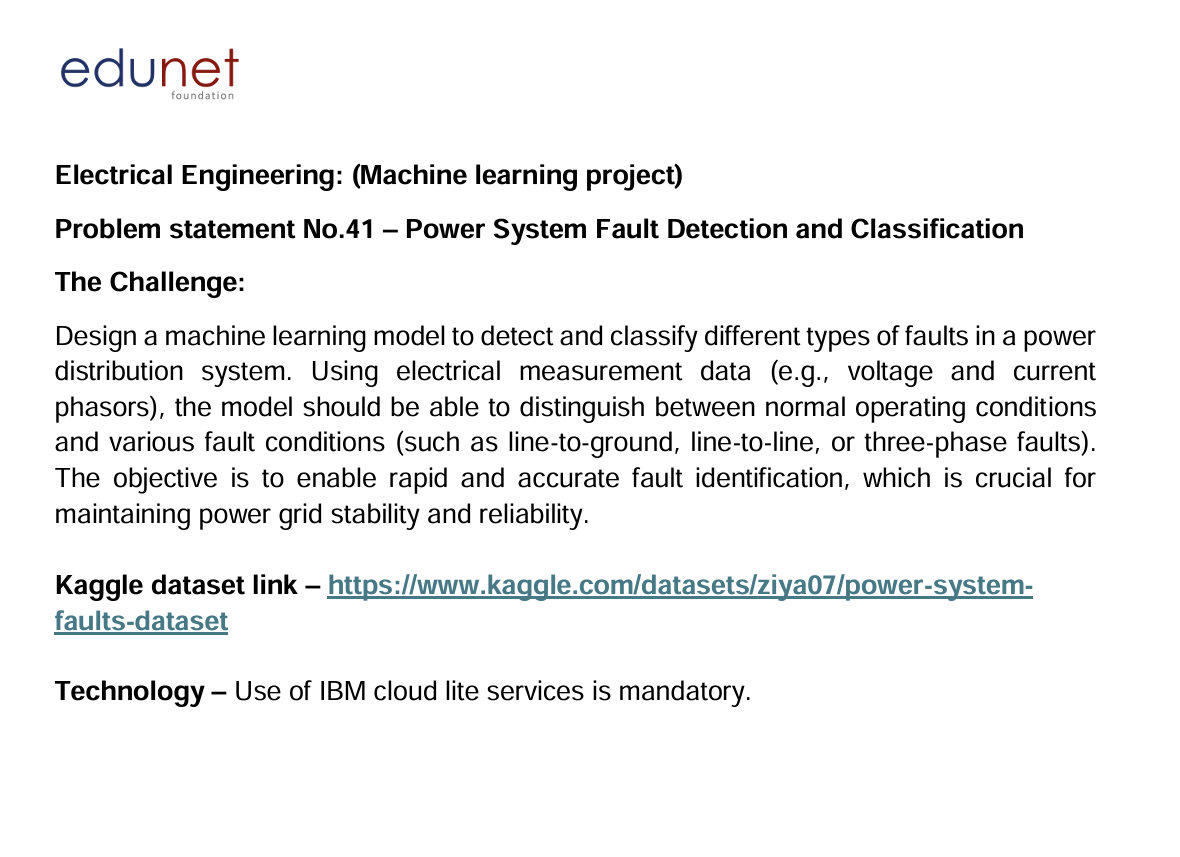 edunet
foundation
Electrical Engineering: (Machine learning project)
Problem statement No.41 – Power System Fault Detection and Classification
The Challenge:
Design a machine learning model to detect and classify different types of faults in a power
distribution system. Using electrical measurement data (e.g., voltage and current
phasors), the model should be able to distinguish between normal operating conditions
and various fault conditions (such as line-to-ground, line-to-line, or three-phase faults).
The objective is to enable rapid and accurate fault identification, which is crucial for
maintaining power grid stability and reliability.
Kaggle dataset link – https://www.kaggle.com/datasets/ziya07/power-system-
faults-dataset
Technology – Use of IBM cloud lite services is mandatory.